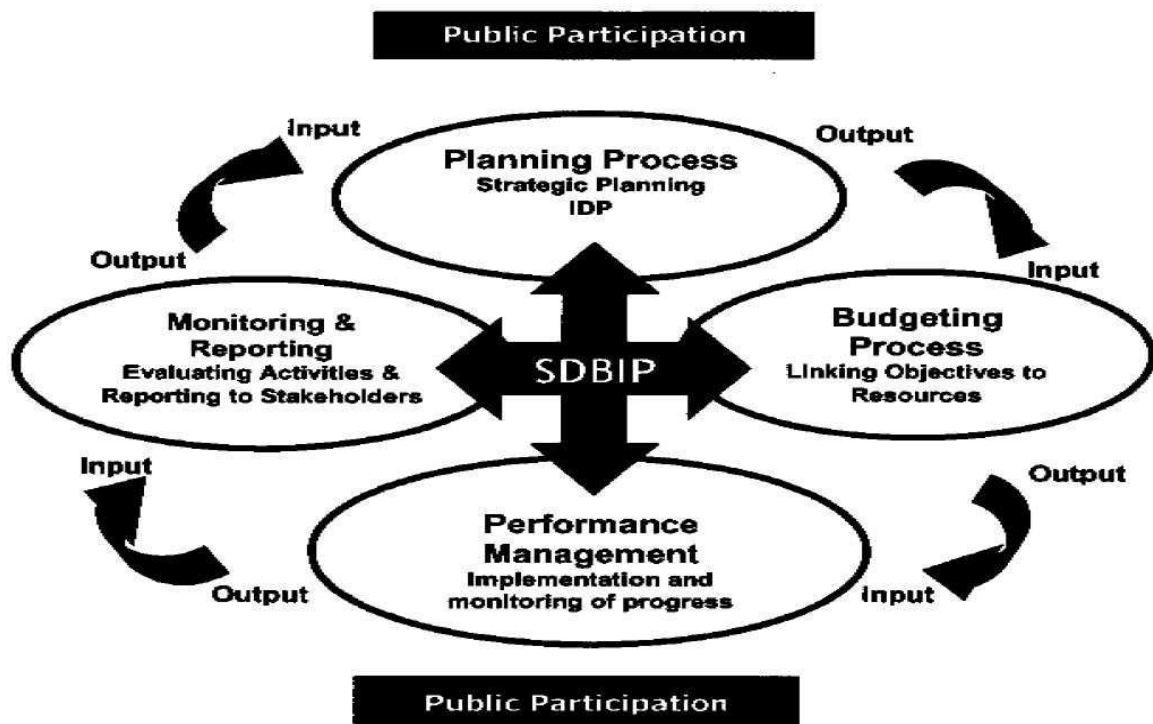 Public Participation
Input
Output
Planning Process
Strategic Planning
IDP
Output
Input
Monitoring &
Reporting
Evaluating Activities &
Reporting to Stakeholders
SDBIP
Budgeting
Process
Linking Objectives to
Resources
Input
Output
Performance
Management
Implementation and
monitoring of progress
Output
Input
Public Participation